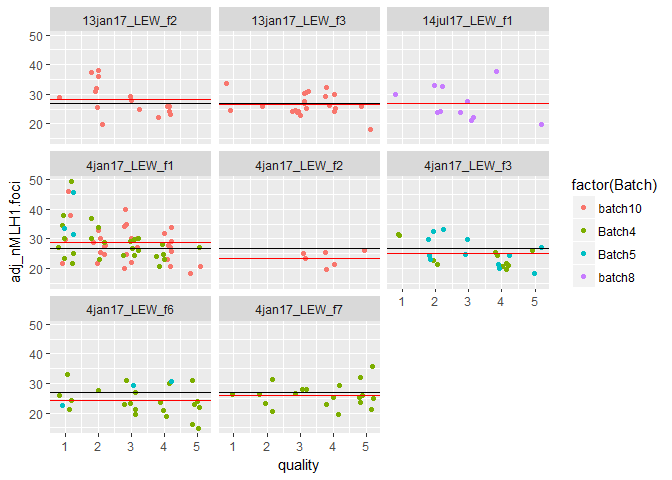 13jan17_LEW_f2 13jan17_LEW_f3 14jul17_LEW_f1
50
40
30
20
4jan17_LEW_f1 4jan17_LEW_f2 4jan17_LEW_f3
50
40
30
20
4jan17_LEW_f6 4jan17_LEW_f7
1 2 3 4 5
50
40
30
20
1 2 3 4 5 1 2 3 4 5
quality
adj_nMLH1.foci
factor(Batch)
batch10
Batch4
Batch5
batch8